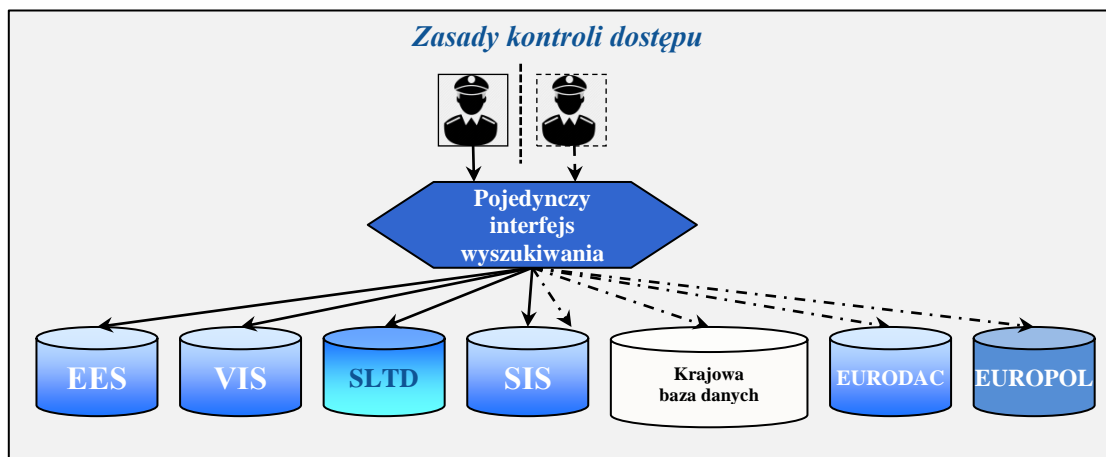 Zasady kontroli dostępu
Pojedynczy
interfejs
wyszukiwania
EES
VIS
SLTD
SIS
Krajowa
baza danych
EURODAC
EUROPOL